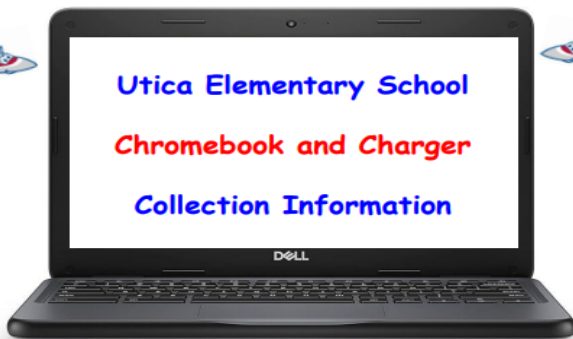 Utica Elementary School
Chromebook and Charger
Collection Information
DELL